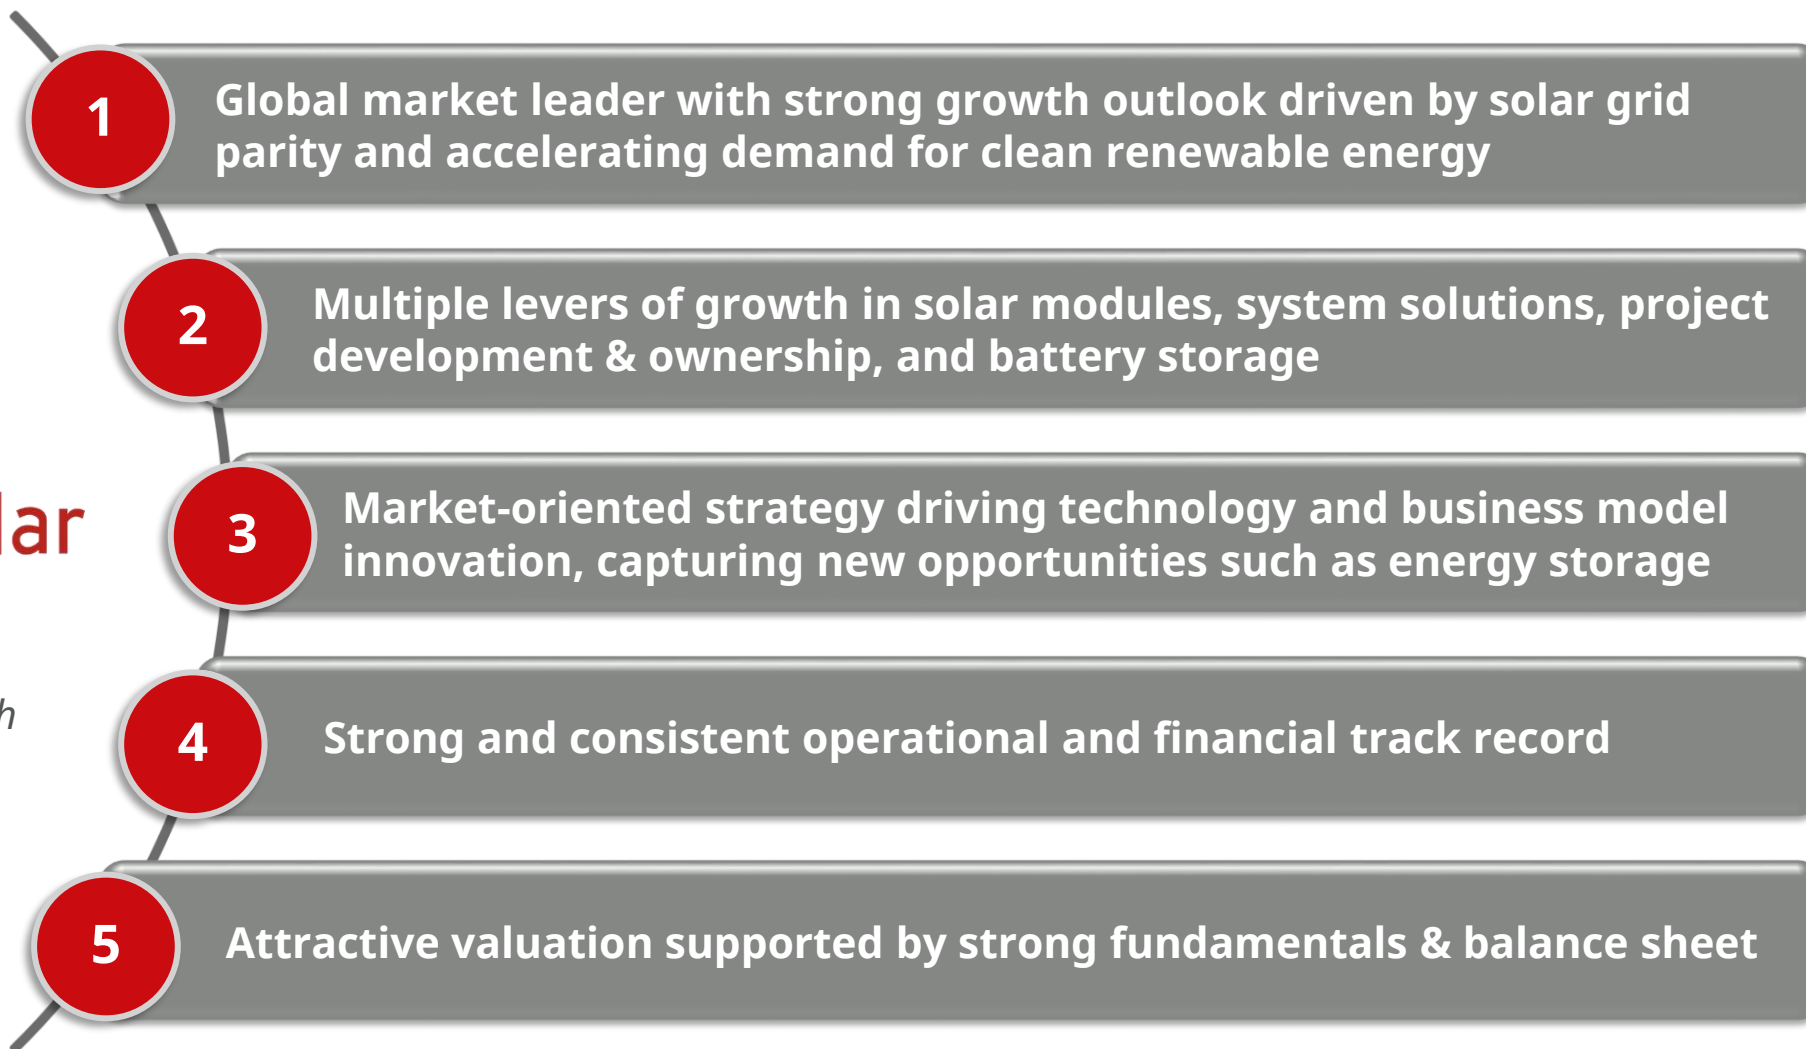 1
Global market leader with strong growth outlook driven by solar grid
parity and accelerating demand for clean renewable energy
2
Multiple levers of growth in solar modules, system solutions, project
development & ownership, and battery storage
lar
3
Market-oriented strategy driving technology and business model
innovation, capturing new opportunities such as energy storage
h
4
Strong and consistent operational and financial track record
5
Attractive valuation supported by strong fundamentals & balance sheet